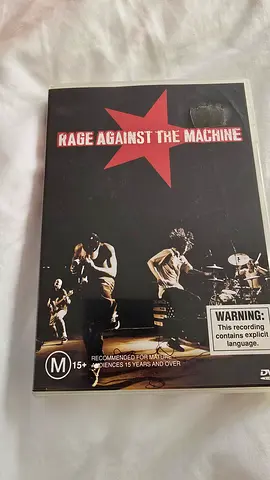 RAGE AGAINST THE MACHINE
WARNING:
This recording
contains explicit
language.
M 15+
RECOMMENDED FOR MATURE
AUDIENCES 15 YEARS AND OVER